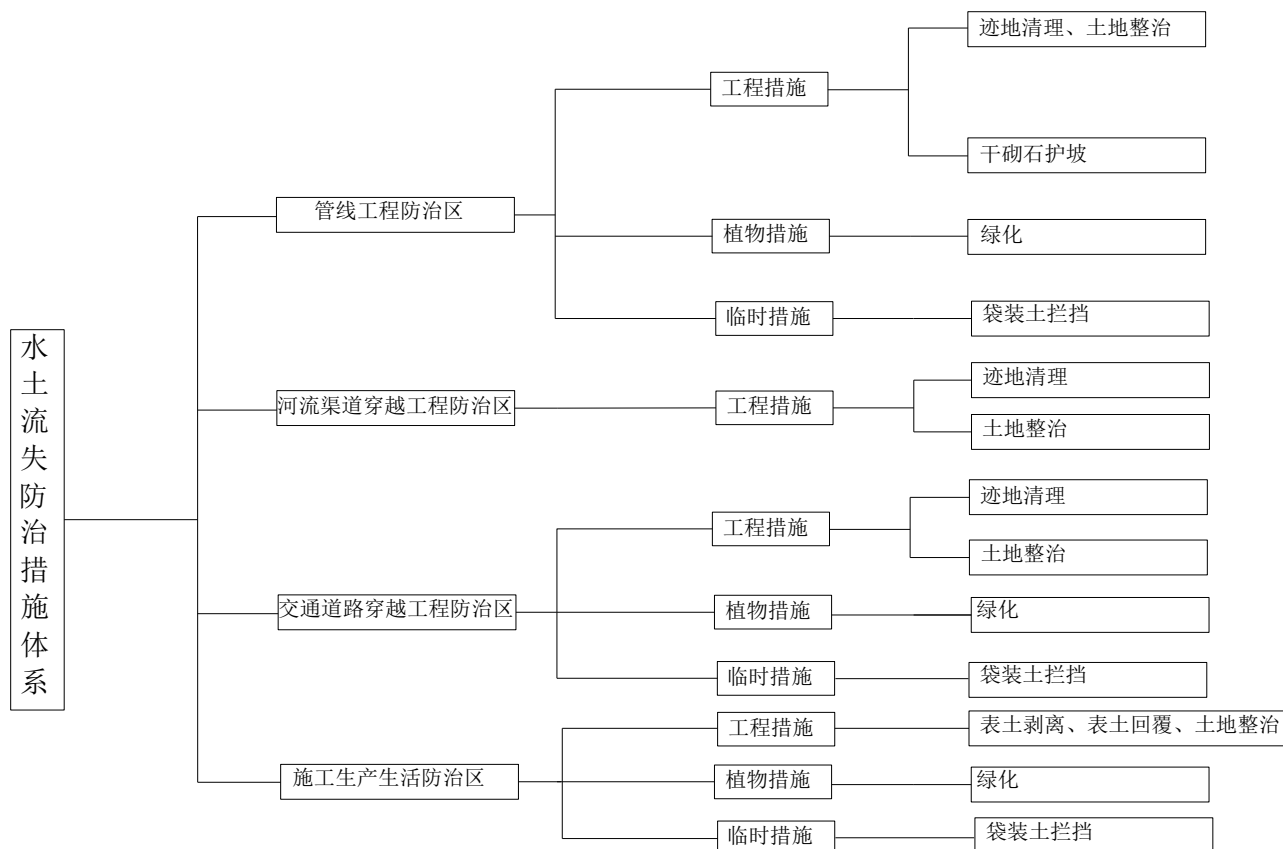 水土流失防治措施体系
管线工程防治区
工程措施
迹地清理、土地整治
干砌石护坡
植物措施
绿化
临时措施
袋装土拦挡
河流渠道穿越工程防治区
工程措施
迹地清理
土地整治
交通道路穿越工程防治区
工程措施
迹地清理
土地整治
植物措施
绿化
临时措施
袋装土拦挡
施工生产生活防治区
工程措施
表土剥离、表土回覆、土地整治
植物措施
绿化
临时措施
袋装土拦挡